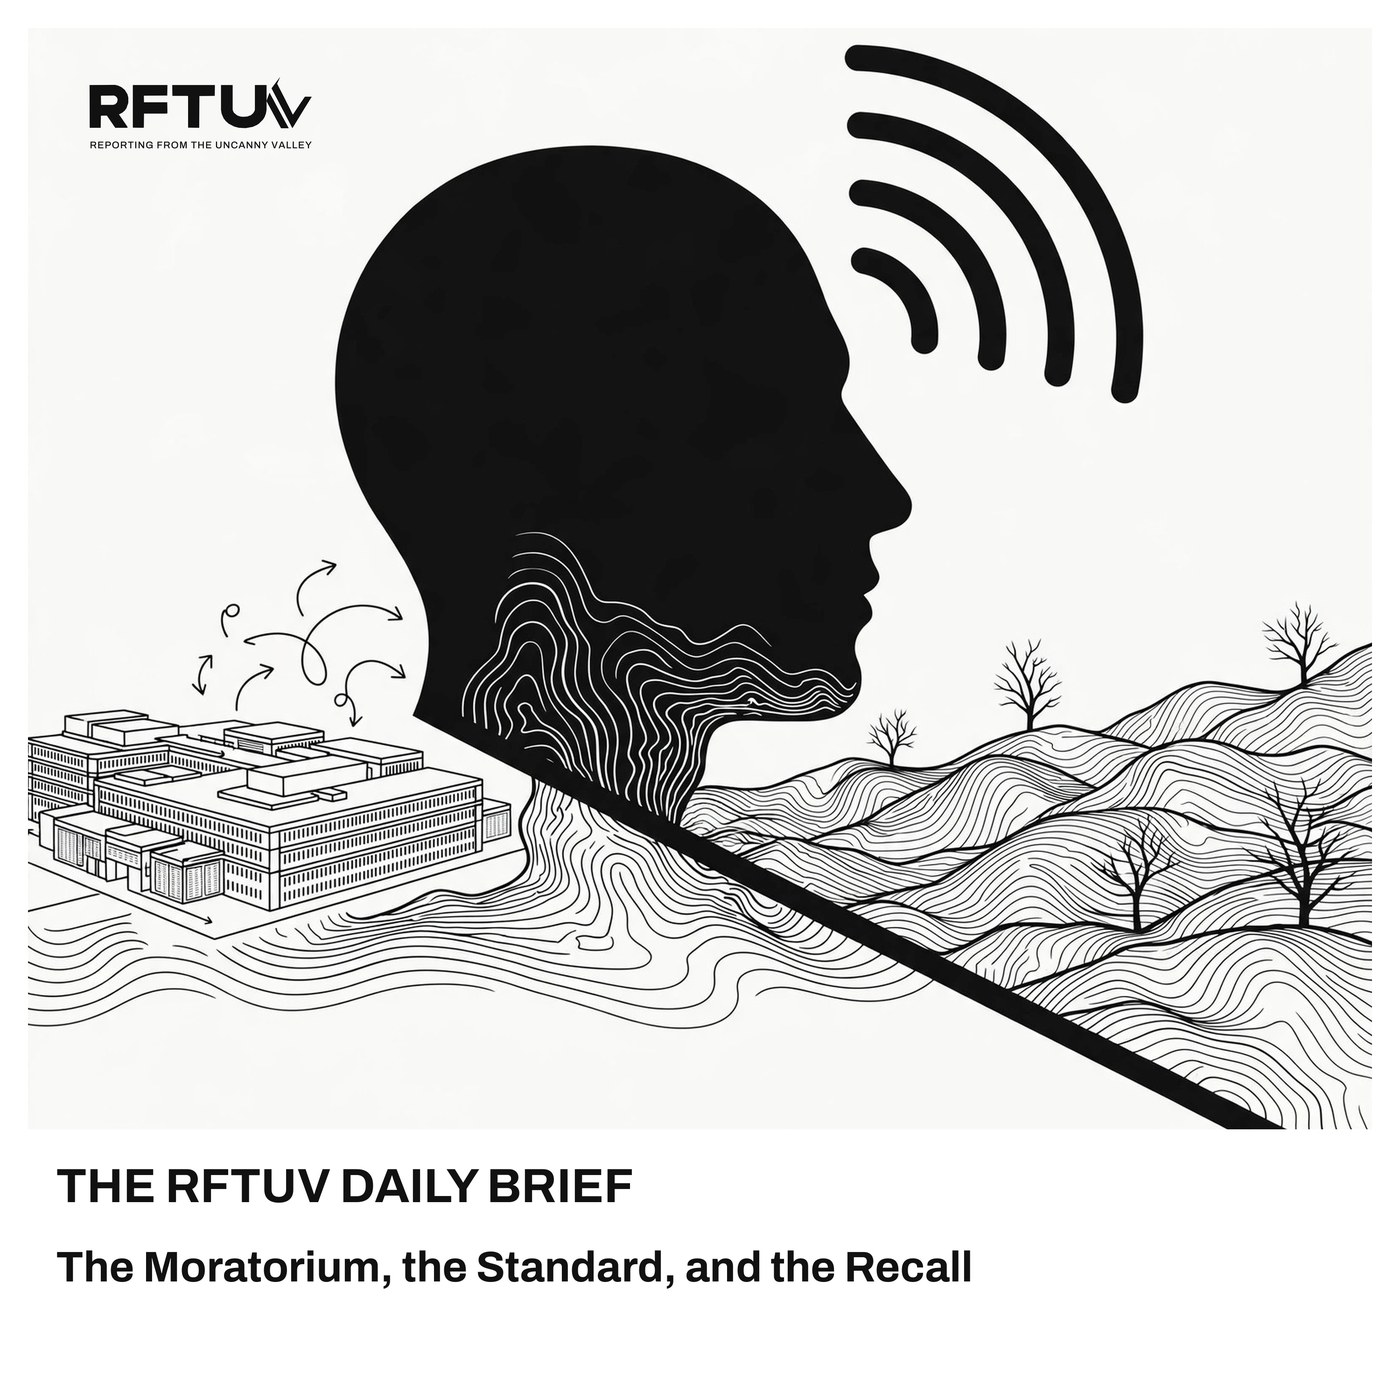 RFTUV
REPORTING FROM THE UNCANNY VALLEY
THE RFTUV DAILY BRIEF
The Moratorium, the Standard, and the Recall